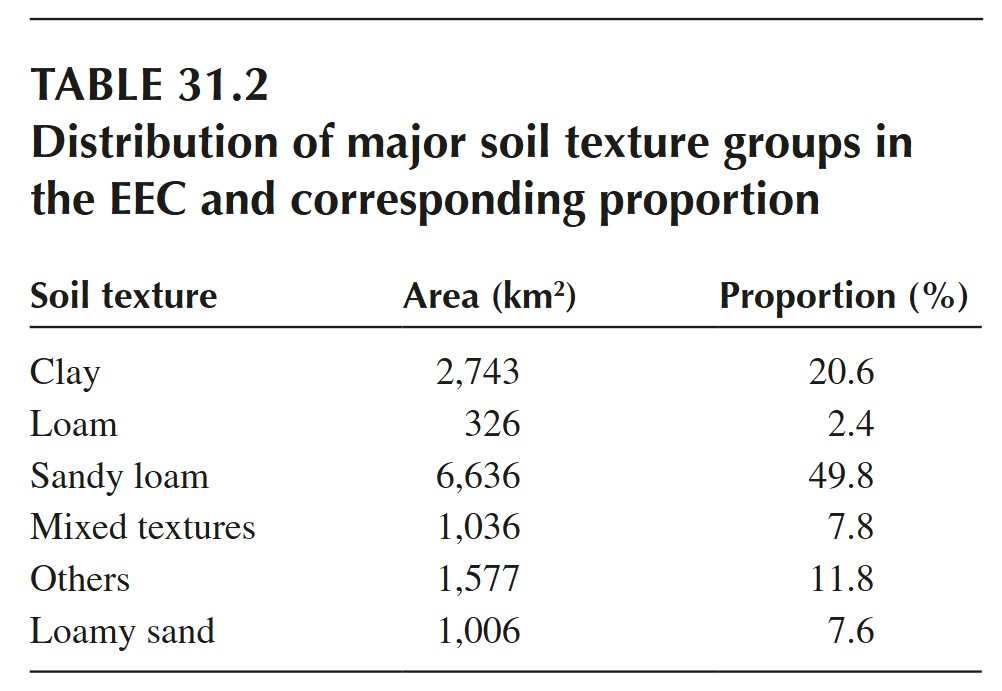 TABLE 31.2
Distribution of major soil texture groups in
the EEC and corresponding proportion
Soil texture Area (km²) Proportion (%)
Clay 2,743 20.6
Loam 326 2.4
Sandy loam 6,636 49.8
Mixed textures 1,036 7.8
Others 1,577 11.8
Loamy sand 1,006 7.6